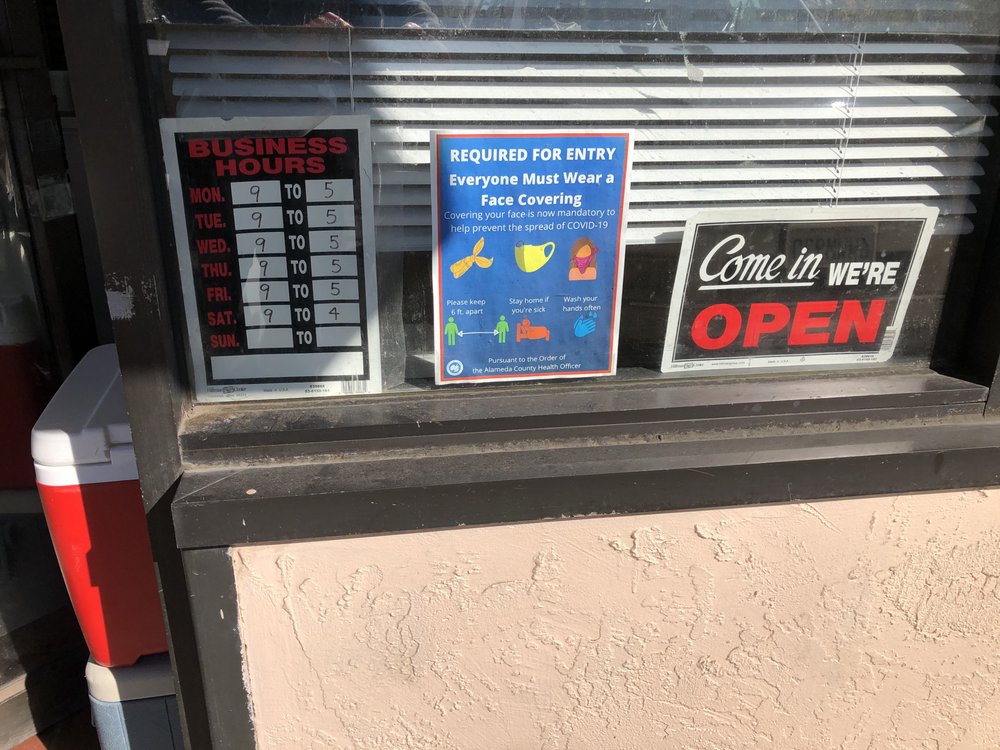 BUSINESS
HOURS
MON. 9 TO 5
TUE. 9 TO 5
WED. 9 TO 5
THU. 9 TO 5
FRI. 9 TO 5
SAT. 9 TO 4
SUN. TO
REQUIRED FOR ENTRY
Everyone Must Wear a
Face Covering
Covering your face is now mandatory to
help prevent the spread of COVID-19
Please keep
6 ft. apart
Stay home if
you're sick
Wash your
hands often
Pursuant to the Order of
the Alameda County Health Officer
Come in WE'RE
OPEN